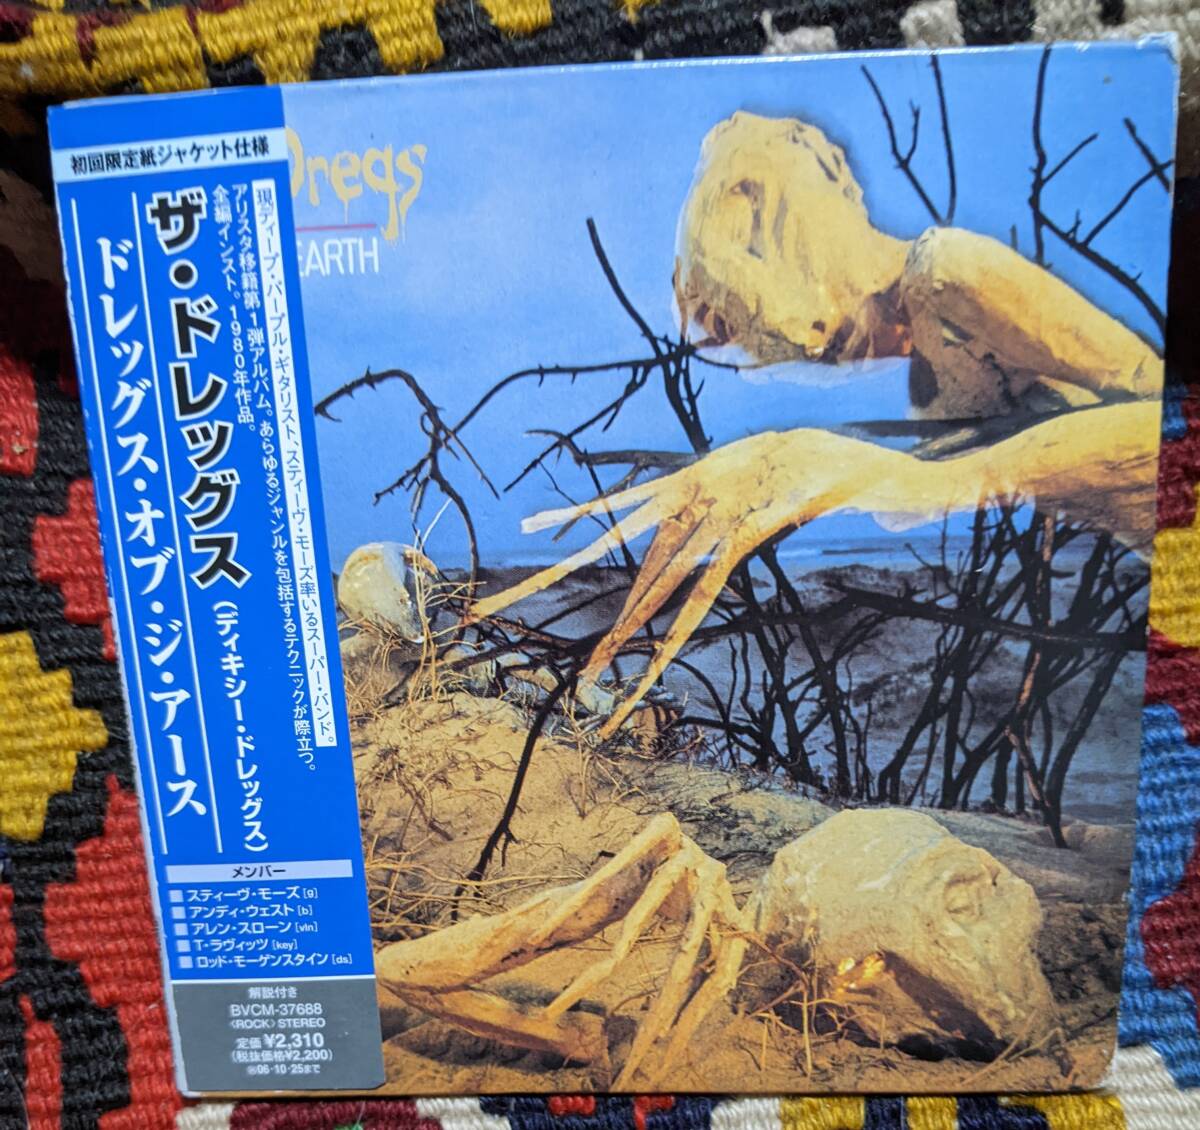 初回限定紙ジャケット仕様
現ディープ・パープル・ギタリスト、スティーヴ・モーズ率いるスーパー・バンド。
アリスタ移籍第1弾アルバム。あらゆるジャンルを包括するテクニックが際立つ。
全編インスト。1980年作品。
ザ・ドレッグス(ディキシー・ドレッグス)
ドレッグス・オブ・ジ・アース
メンバー
スティーヴ・モーズ[g]
アンディ・ウェスト[b]
アレン・スローン[vln]
T・ラヴィッツ[key]
ロッド・モーゲンスタイン[ds]
解説付き
BVCM-37688
〈ROCK〉STEREO
定価¥2,310
(税抜価格¥2,200)
06・10・25まで
Dregs
EARTH